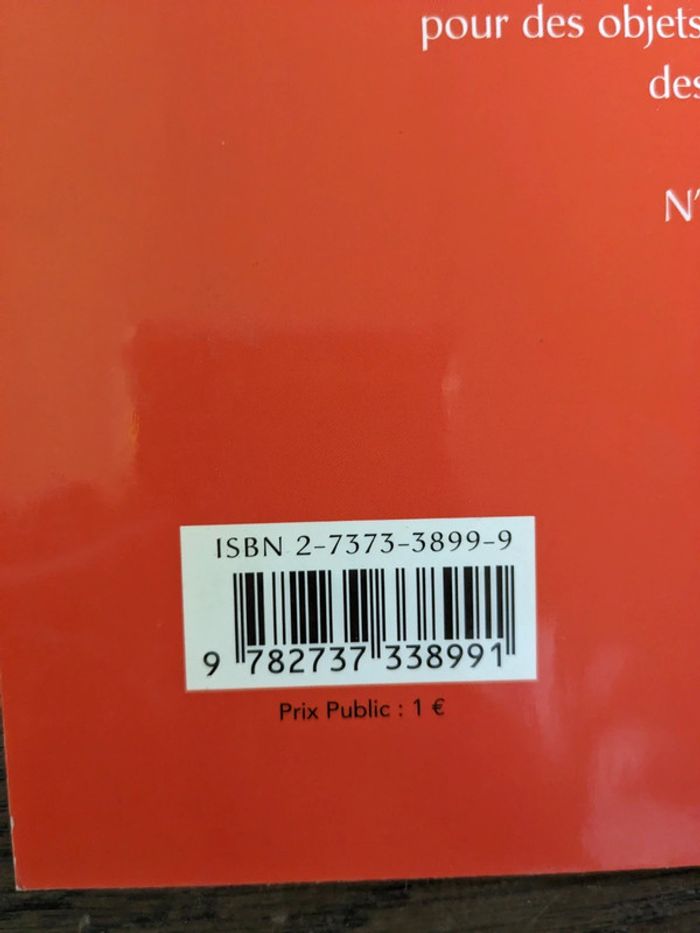 pour des objets
des
N'
ISBN 2-7373-3899-9
9 782737 338991
Prix Public : 1 €